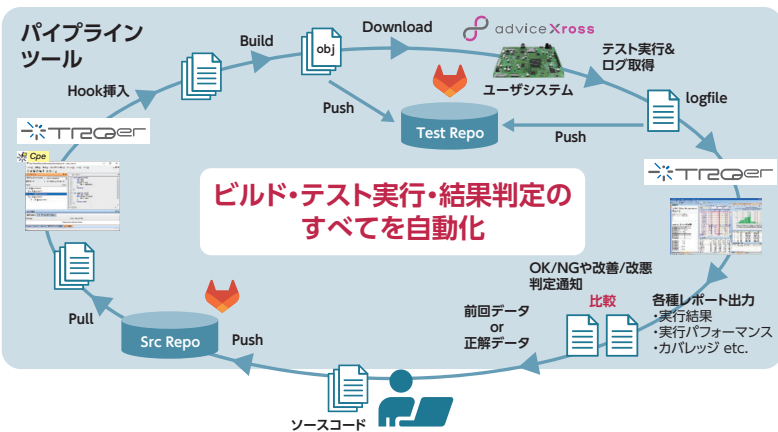 パイプライン
ツール
Build
Download
adviceXross
obj
テスト実行&
ログ取得
Hook挿入
ユーザシステム
logfile
Push
Test Repo
Push
TRQer
TRQer
Cpe
ビルド・テスト実行・結果判定の
すべてを自動化
OK/NGや改善/改悪
判定通知
比較
各種レポート出力
・実行結果
・実行パフォーマンス
・カバレッジ etc.
前回データ
or
正解データ
Pull
Src Repo
Push
ソースコード